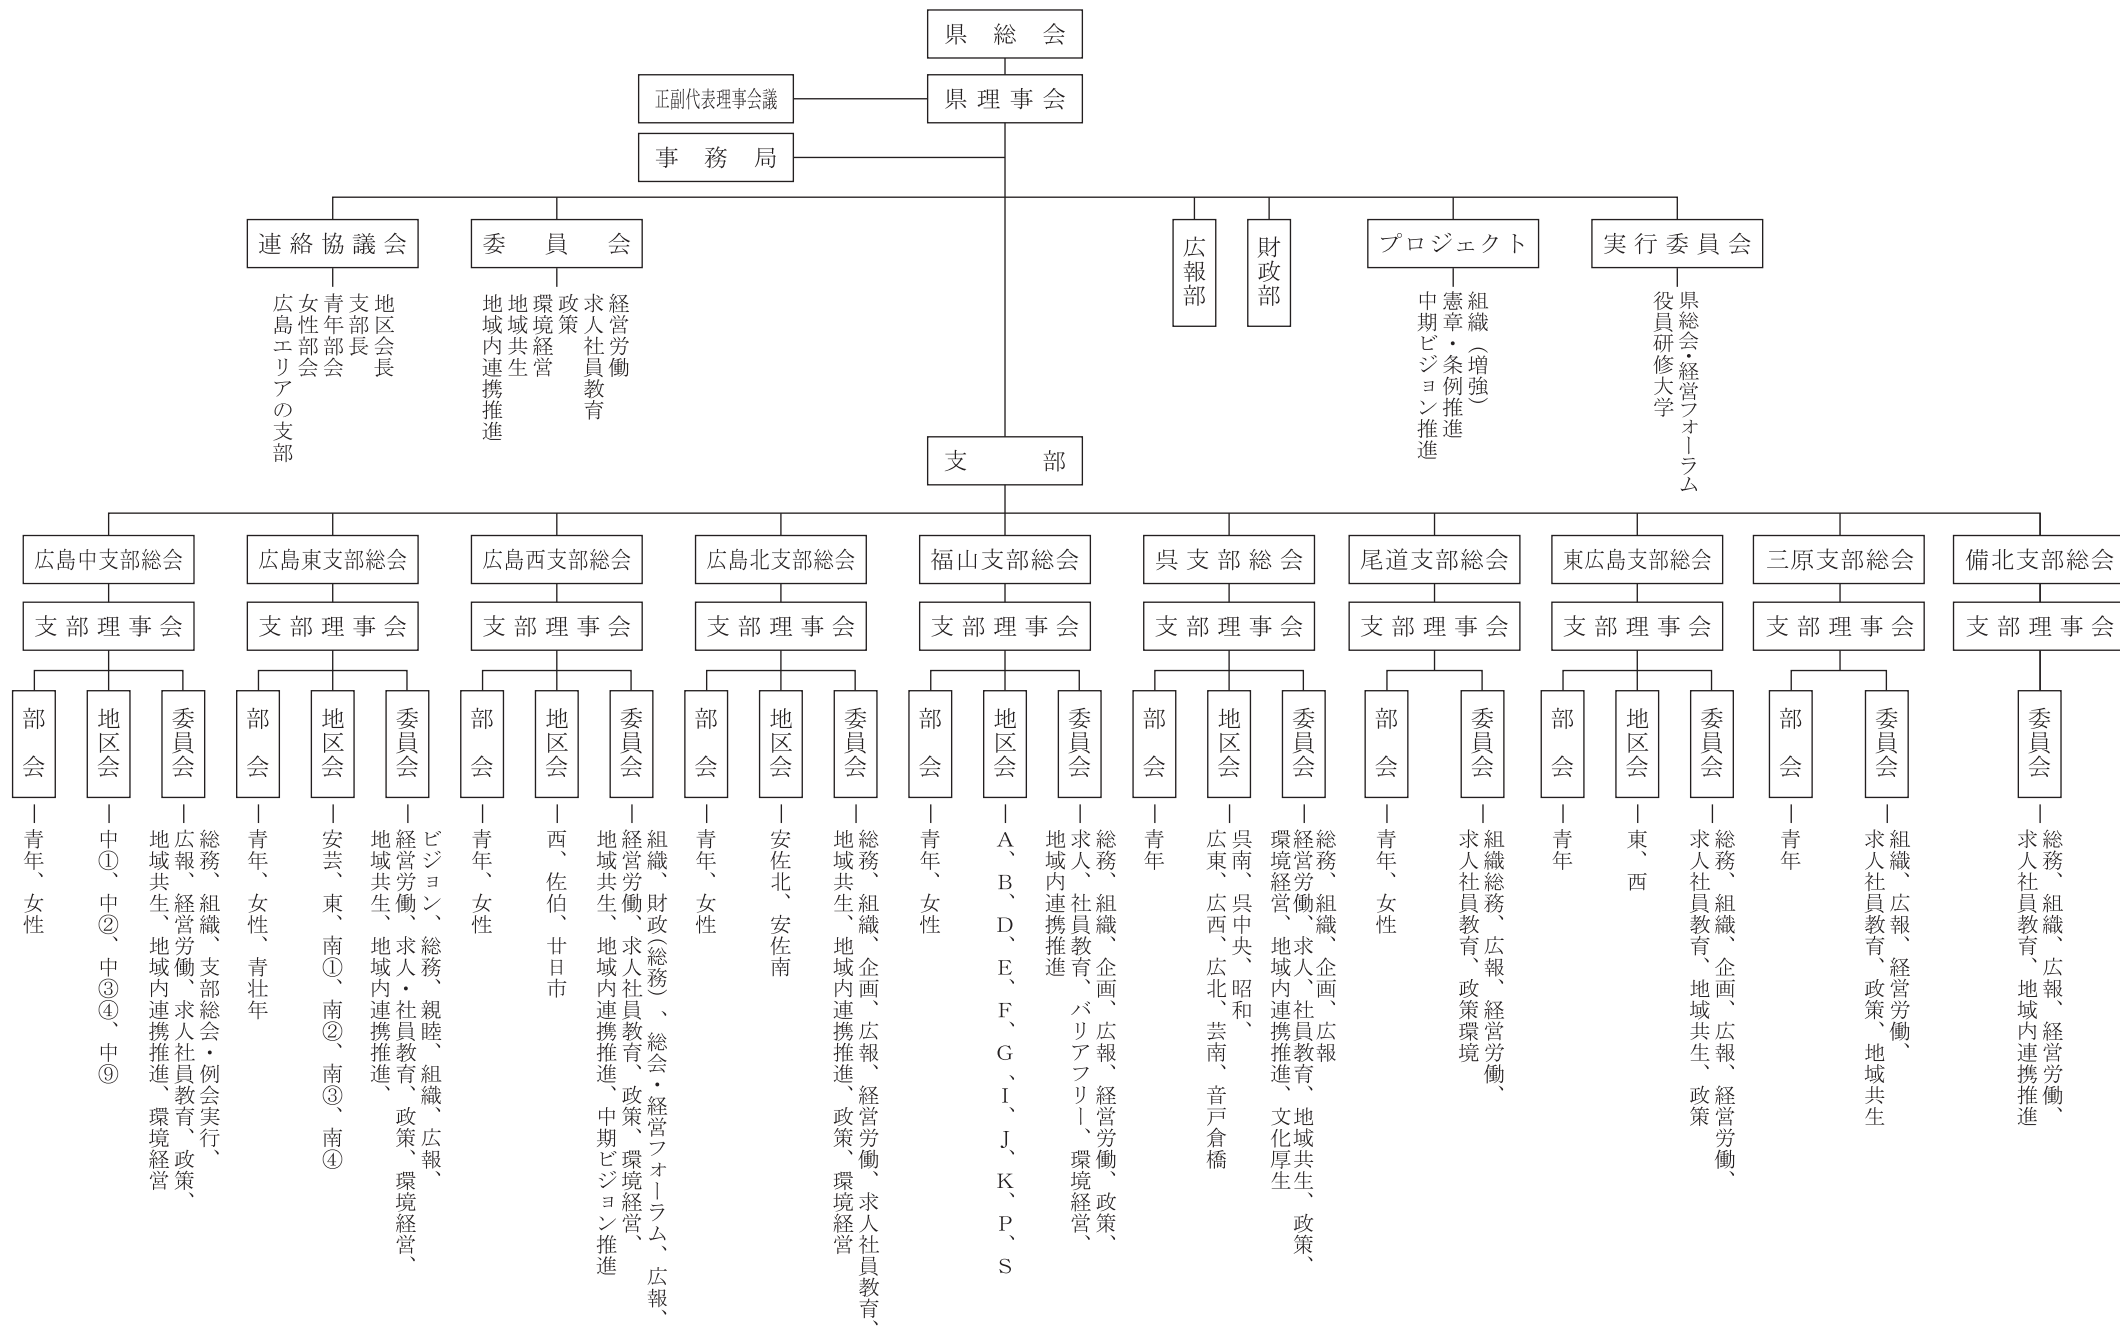 県総会
県理事会
正副代表理事会議
事務局
連絡協議会
地区会長
支部長
青年部会
女性部会
広島エリアの支部
委員会
経営労働
求人社員教育
政策
環境経営
地域共生
地域内連携推進
広報部
財政部
プロジェクト
組織（増強）
憲章・条例推進
中期ビジョン推進
実行委員会
県総会・経営フォーラム
役員研修大学
支部
広島中支部総会
支部理事会
部会
青年、女性
地区会
中①、中②、中③④、中⑨
委員会
総務、組織、支部総会・例会実行、
広報、経営労働、求人社員教育、政策、
地域共生、地域内連携推進、環境経営
広島東支部総会
支部理事会
部会
青年、女性、青壮年
地区会
安芸、東、南①、南②、南③、南④
委員会
ビジョン、総務、親睦、組織、広報、
経営労働、求人・社員教育、政策、環境経営、
地域共生、地域内連携推進、
広島西支部総会
支部理事会
部会
青年、女性
地区会
西、佐伯、廿日市
委員会
組織、財政（総務）、総会・経営フォーラム、広報、
経営労働、求人社員教育、政策、環境経営、
地域共生、地域内連携推進、中期ビジョン推進
広島北支部総会
支部理事会
部会
青年、女性
地区会
安佐北、安佐南
委員会
総務、組織、企画、広報、経営労働、求人社員教育、
地域共生、地域内連携推進、政策、環境経営
福山支部総会
支部理事会
部会
青年、女性
地区会
A、B、D、E、F、G、I、J、K、P、S
委員会
総務、組織、企画、広報、経営労働、政策、
求人、社員教育、バリアフリー、環境経営、
地域内連携推進
呉支部総会
支部理事会
部会
青年
地区会
呉南、呉中央、昭和、
広東、広西、広北、芸南、音戸倉橋
委員会
総務、組織、企画、広報
経営労働、求人、社員教育、地域共生、政策、
環境経営、地域内連携推進、文化厚生
尾道支部総会
支部理事会
部会
青年、女性
委員会
組織総務、広報、経営労働、
求人社員教育、政策環境
東広島支部総会
支部理事会
部会
青年
地区会
東、西
委員会
総務、組織、企画、広報、経営労働、
求人社員教育、地域共生、政策
三原支部総会
支部理事会
部会
青年
委員会
組織、広報、経営労働、
求人社員教育、政策、地域共生
備北支部総会
支部理事会
委員会
総務、組織、広報、経営労働、
求人社員教育、地域内連携推進